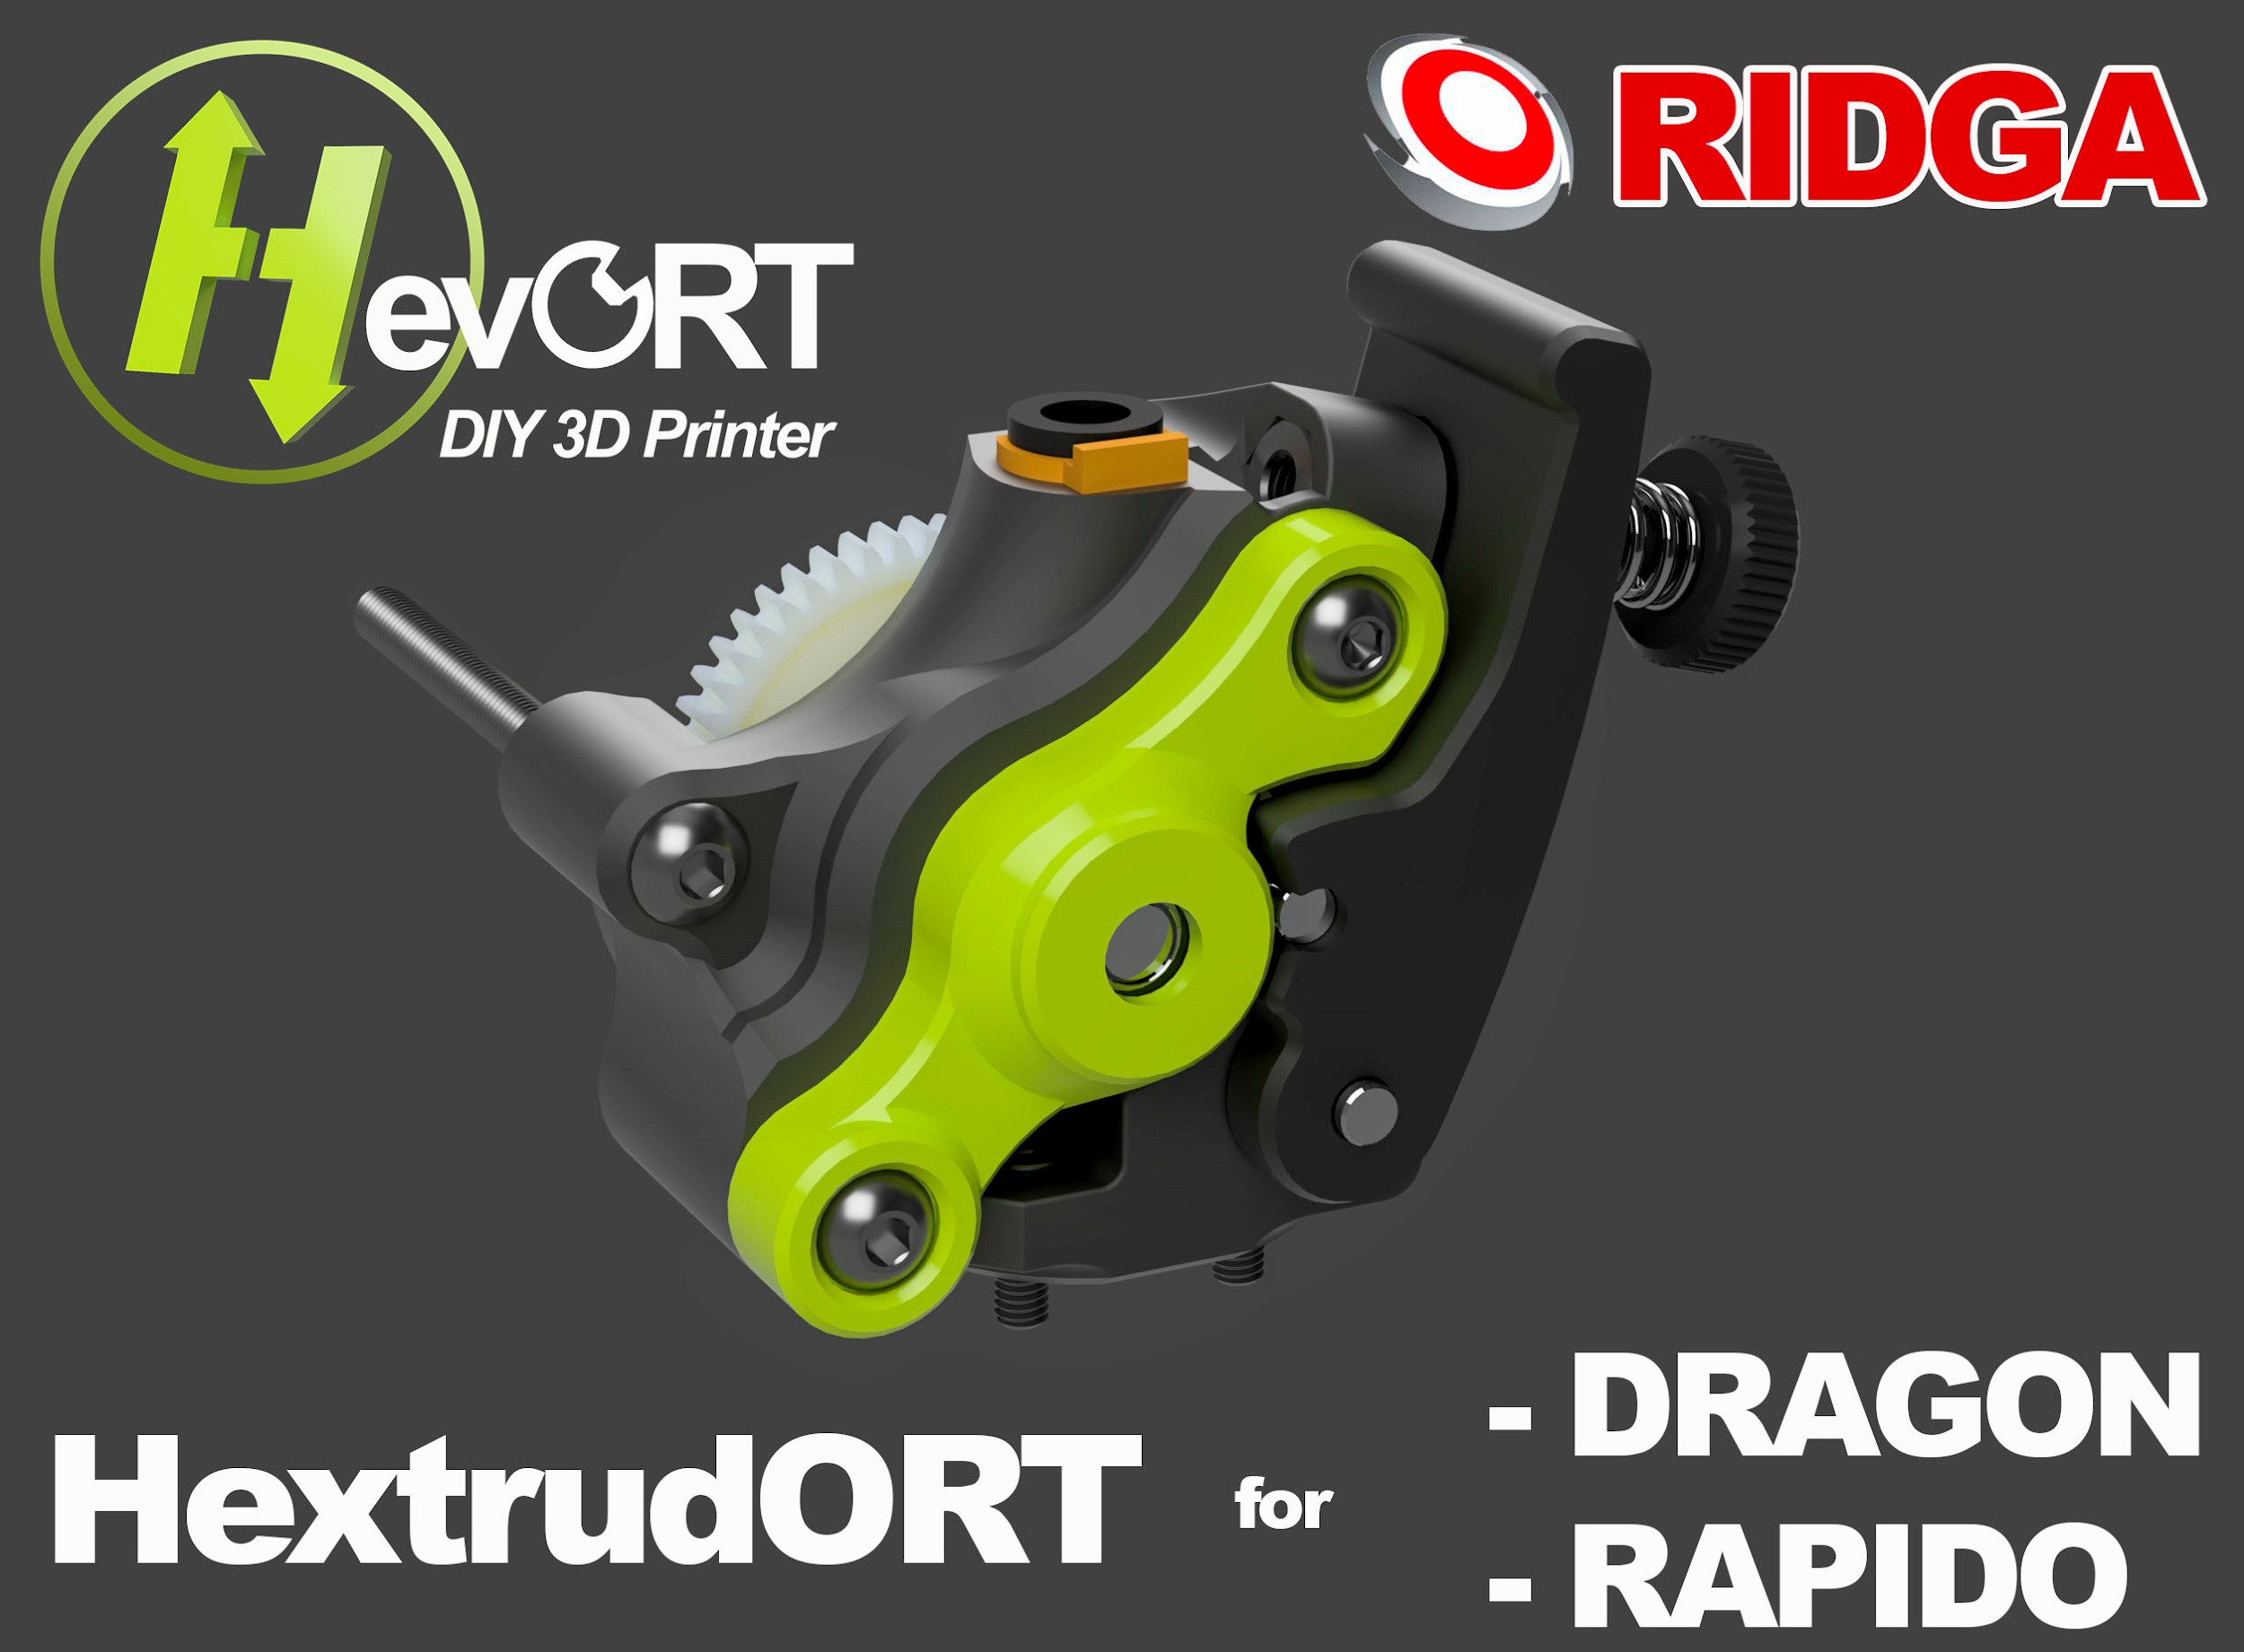 HevORT
DIY 3D Printer
RIDGA
HextrudORT for
- DRAGON
- RAPIDO